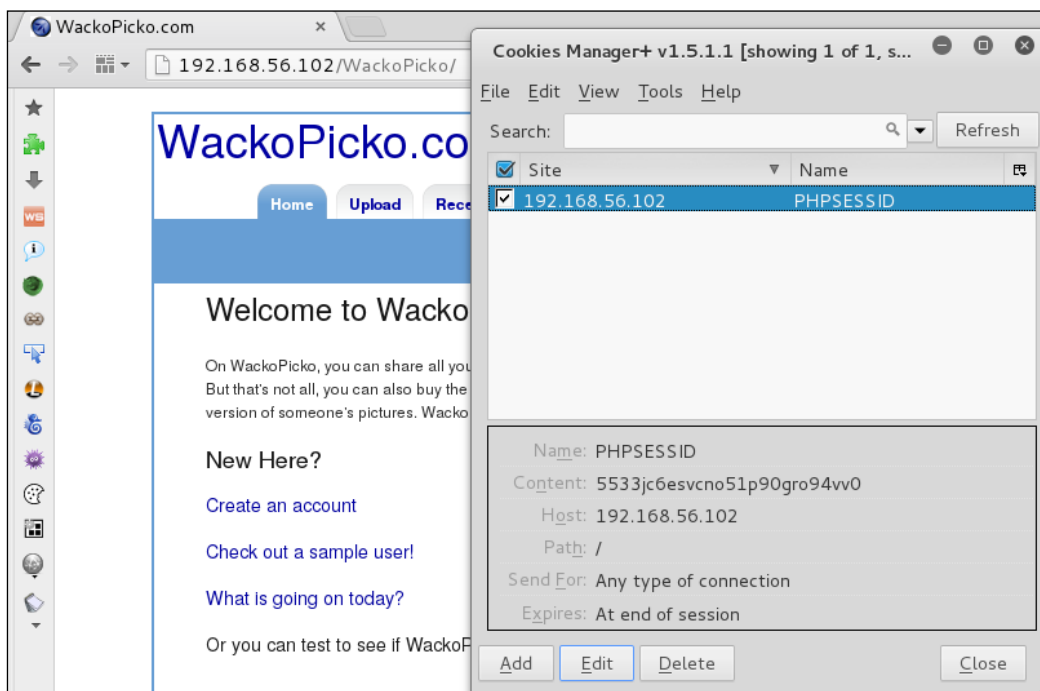 WackoPicko.com ×
192.168.56.102/WackoPicko/
WackoPicko.co
Home Upload Rece
Welcome to Wacko
On WackoPicko, you can share all you
But that's not all, you can also buy the
version of someone's pictures. Wacko
New Here?
Create an account
Check out a sample user!
What is going on today?
Or you can test to see if WackoP
WS
Cookies Manager+ v1.5.1.1 [showing 1 of 1, s...
File Edit View Tools Help
Search: Refresh
Site Name
192.168.56.102 PHPSESSID
Name: PHPSESSID
Content: 5533jc6esvcno51p90gro94vv0
Host: 192.168.56.102
Path: /
Send For: Any type of connection
Expires: At end of session
Add Edit Delete Close